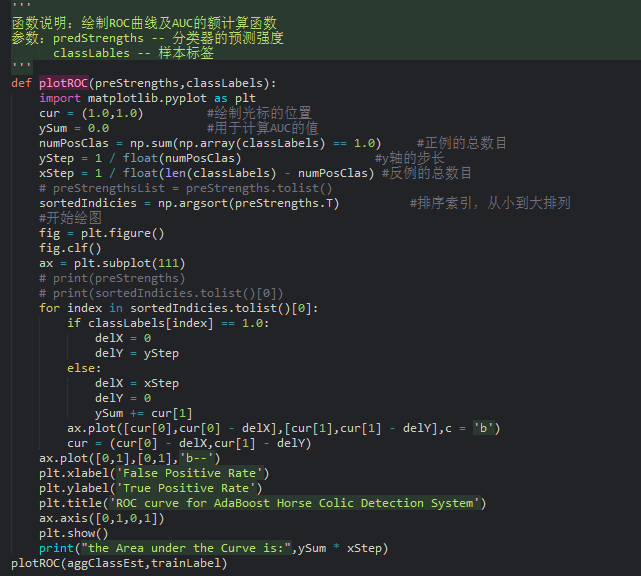 '''
函数说明：绘制ROC曲线及AUC的额计算函数
参数：predStrengths -- 分类器的预测强度
      classLables -- 样本标签
'''
def plotROC(preStrengths,classLabels):
    import matplotlib.pyplot as plt
    cur = (1.0,1.0)         #绘制光标的位置
    ySum = 0.0              #用于计算AUC的值
    numPosClas = np.sum(np.array(classLabels) == 1.0)     #正例的总数目
    yStep = 1 / float(numPosClas)                   #y轴的步长
    xStep = 1 / float(len(classLabels) - numPosClas) #反例的总数目
    # preStrengthsList = preStrengths.tolist()
    sortedIndicies = np.argsort(preStrengths.T)          #排序索引，从小到大排列
    #开始绘图
    fig = plt.figure()
    fig.clf()
    ax = plt.subplot(111)
    # print(preStrengths)
    # print(sortedIndicies.tolist()[0])
    for index in sortedIndicies.tolist()[0]:
        if classLabels[index] == 1.0:
            delX = 0
            delY = yStep
        else:
            delX = xStep
            delY = 0
            ySum += cur[1]
        ax.plot([cur[0],cur[0] - delX],[cur[1],cur[1] - delY],c = 'b')
        cur = (cur[0] - delX,cur[1] - delY)
    ax.plot([0,1],[0,1],'b--')
    plt.xlabel('False Positive Rate')
    plt.ylabel('True Positive Rate')
    plt.title('ROC curve for AdaBoost Horse Colic Detection System')
    ax.axis([0,1,0,1])
    plt.show()
    print("the Area under the Curve is:",ySum * xStep)
plotROC(aggClassEst,trainLabel)